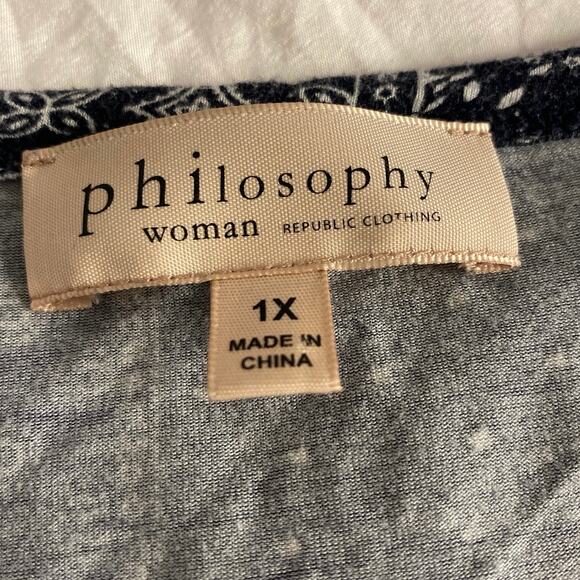 philosophy
woman REPUBLIC CLOTHING
1X
MADE IN
CHINA